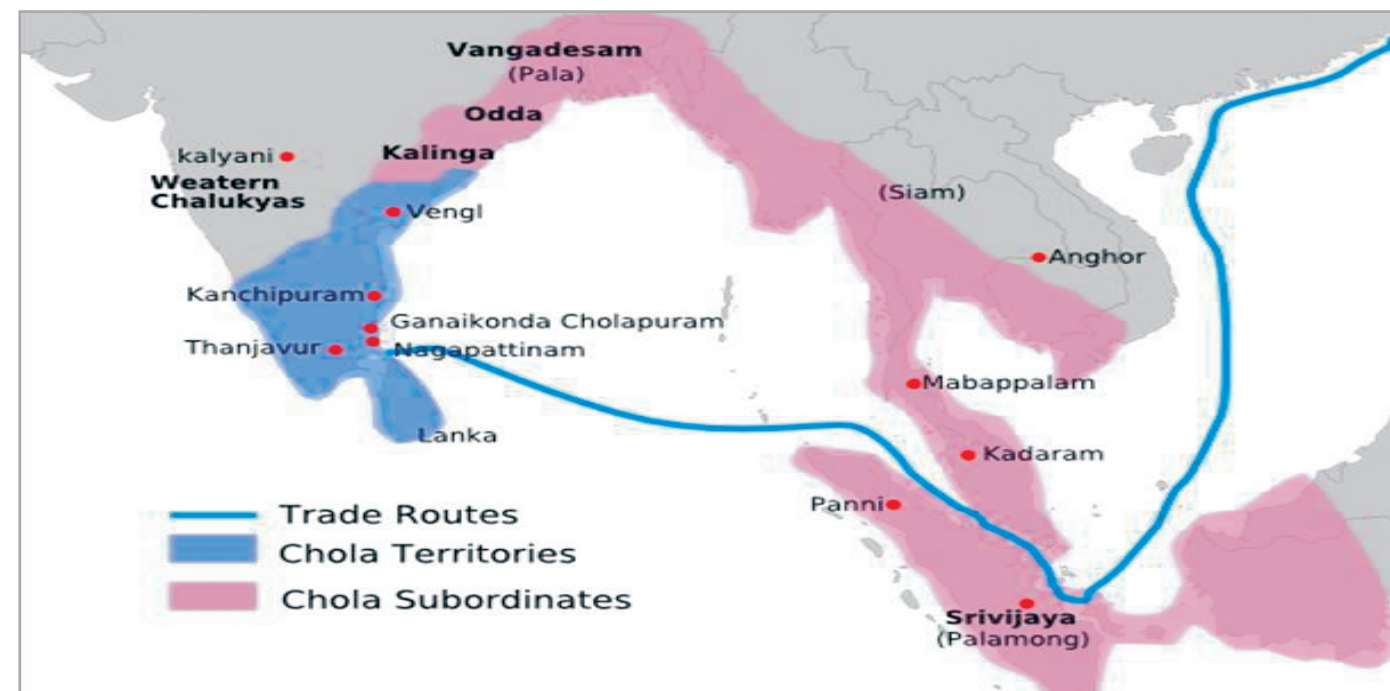 Vangadesam
(Pala)
Odda
Kalinga
kalyani
Weatern
Chalukyas
Vengl
(Siam)
Anghor
Kanchipuram
Ganaikonda Cholapuram
Thanjavur
Nagapattinam
Mabappalam
Lanka
Kadaram
Panni
Trade Routes
Chola Territories
Chola Subordinates
Srivijaya
(Palamong)